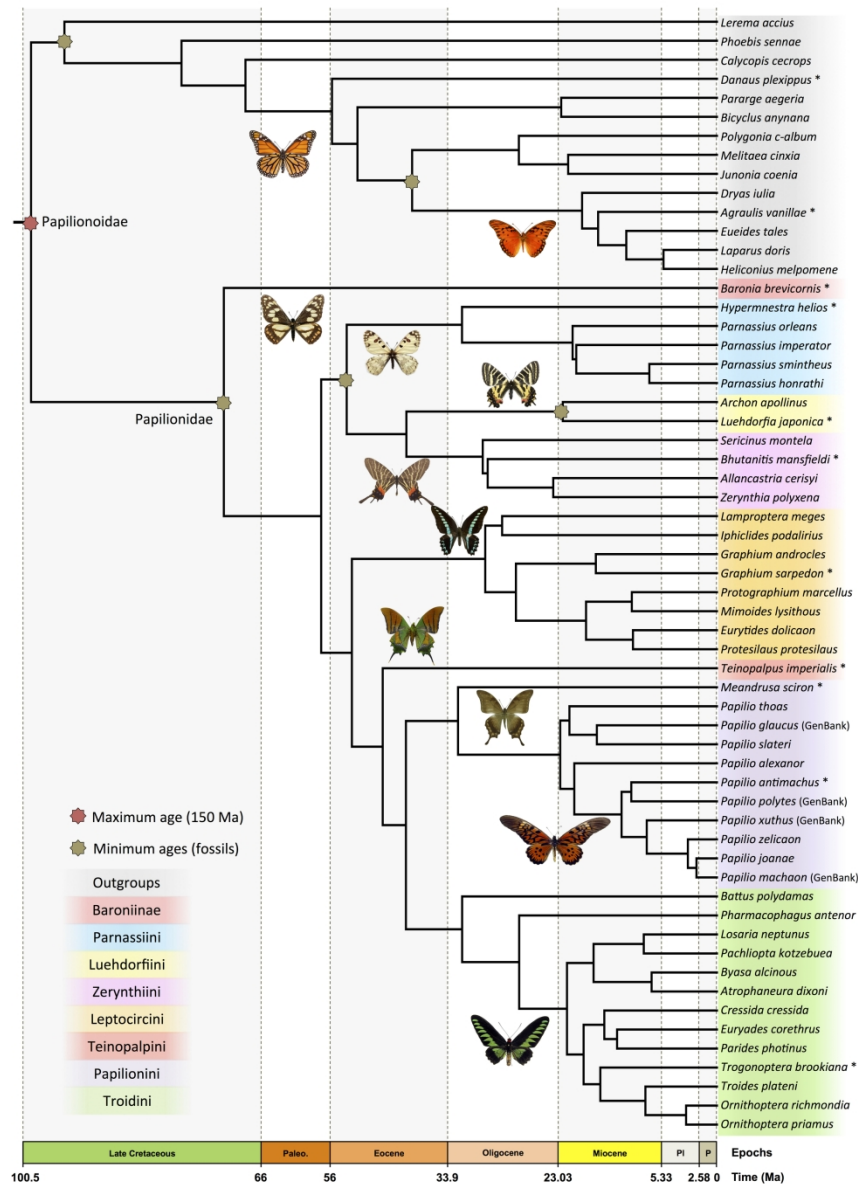 Lerema accius
Phoebis sennae
Calycopis cecrops
Danaus plexippus *
Pararge aegeria
Bicyclus anynana
Polygonia c-album
Melitaea cinxia
Junonia coenia
Dryas iulia
Agraulis vanillae *
Eueides tales
Laparus doris
Heliconius melpomene
Papilionoidae
Baronia brevicornis *
Hypermnestra helios *
Parnassius orleans
Parnassius imperator
Parnassius smintheus
Parnassius honrathi
Archon apollinus
Luehdorfia japonica *
Papilionidae
Sericinus montela
Bhutanitis mansfieldi *
Allancastria cerisyi
Zerynthia polyxena
Lamproptera meges
Iphiclides podalirius
Graphium androcles
Graphium sarpedon *
Protographium marcellus
Mimoides lysithous
Eurytides dolicaon
Protesilaus protesilaus
Teinopalpus imperialis *
Meandrusa sciron *
Papilio thoas
Papilio glaucus (GenBank)
Papilio slateri
Papilio alexanor
Papilio antimachus *
Papilio polytes (GenBank)
Papilio xuthus (GenBank)
Papilio zelicaon
Papilio joanae
Papilio machaon (GenBank)
Battus polydamas
Pharmacophagus antenor
Losaria neptunus
Pachliopta kotzebuea
Byasa alcinous
Atrophaneura dixoni
Cressida cressida
Euryades corethrus
Parides photinus
Trogonoptera brookiana *
Troides plateni
Ornithoptera richmondia
Ornithoptera priamus
Maximum age (150 Ma)
Minimum ages (fossils)
Outgroups
Baroniinae
Parnassiini
Luehdorfiini
Zerynthiini
Leptocircini
Teinopalpini
Papilionini
Troidini
Late Cretaceous Paleo. Eocene Oligocene Miocene Pl P Epochs
100.5 66 56 33.9 23.03 5.33 2.58 0 Time (Ma)